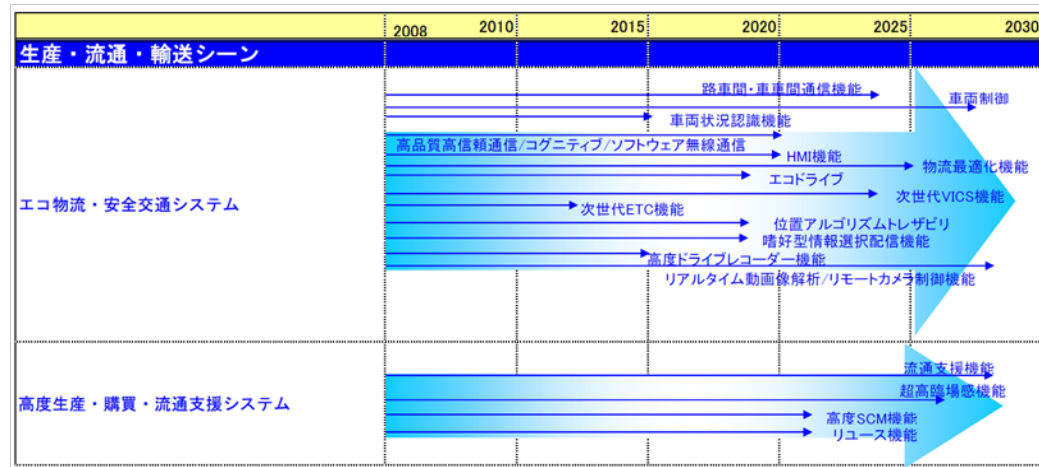 2008 2010 2015 2020 2025 2030
生産・流通・輸送シーン
路車間・車車間通信機能
車両制御
車両状況認識機能
高品質高信頼通信/コグニティブ/ソフトウェア無線通信
HMI機能
物流最適化機能
エコドライブ
次世代VICS機能
エコ物流・安全交通システム
次世代ETC機能
位置アルゴリズムトレザビリ
嗜好型情報選択配信機能
高度ドライブレコーダー機能
リアルタイム動画像解析/リモートカメラ制御機能
流通支援機能
超高臨場感機能
高度生産・購買・流通支援システム
高度SCM機能
リユース機能